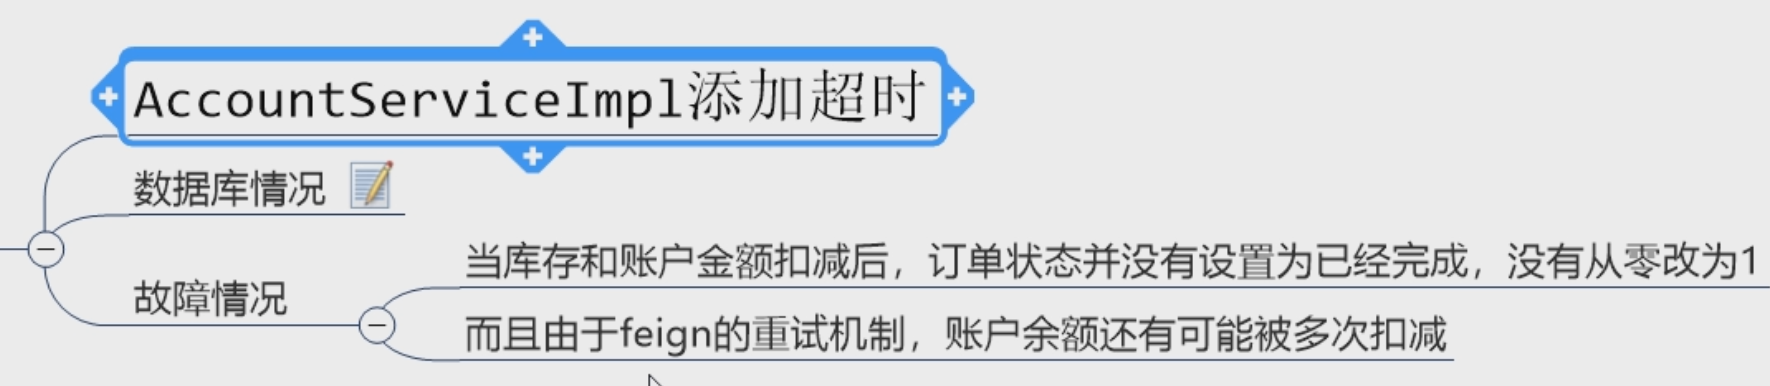 AccountServiceImpl添加超时
数据库情况
当库存和账户金额扣减后，订单状态并没有设置为已经完成，没有从零改为1
故障情况
而且由于feign的重试机制，账户余额还有可能被多次扣减